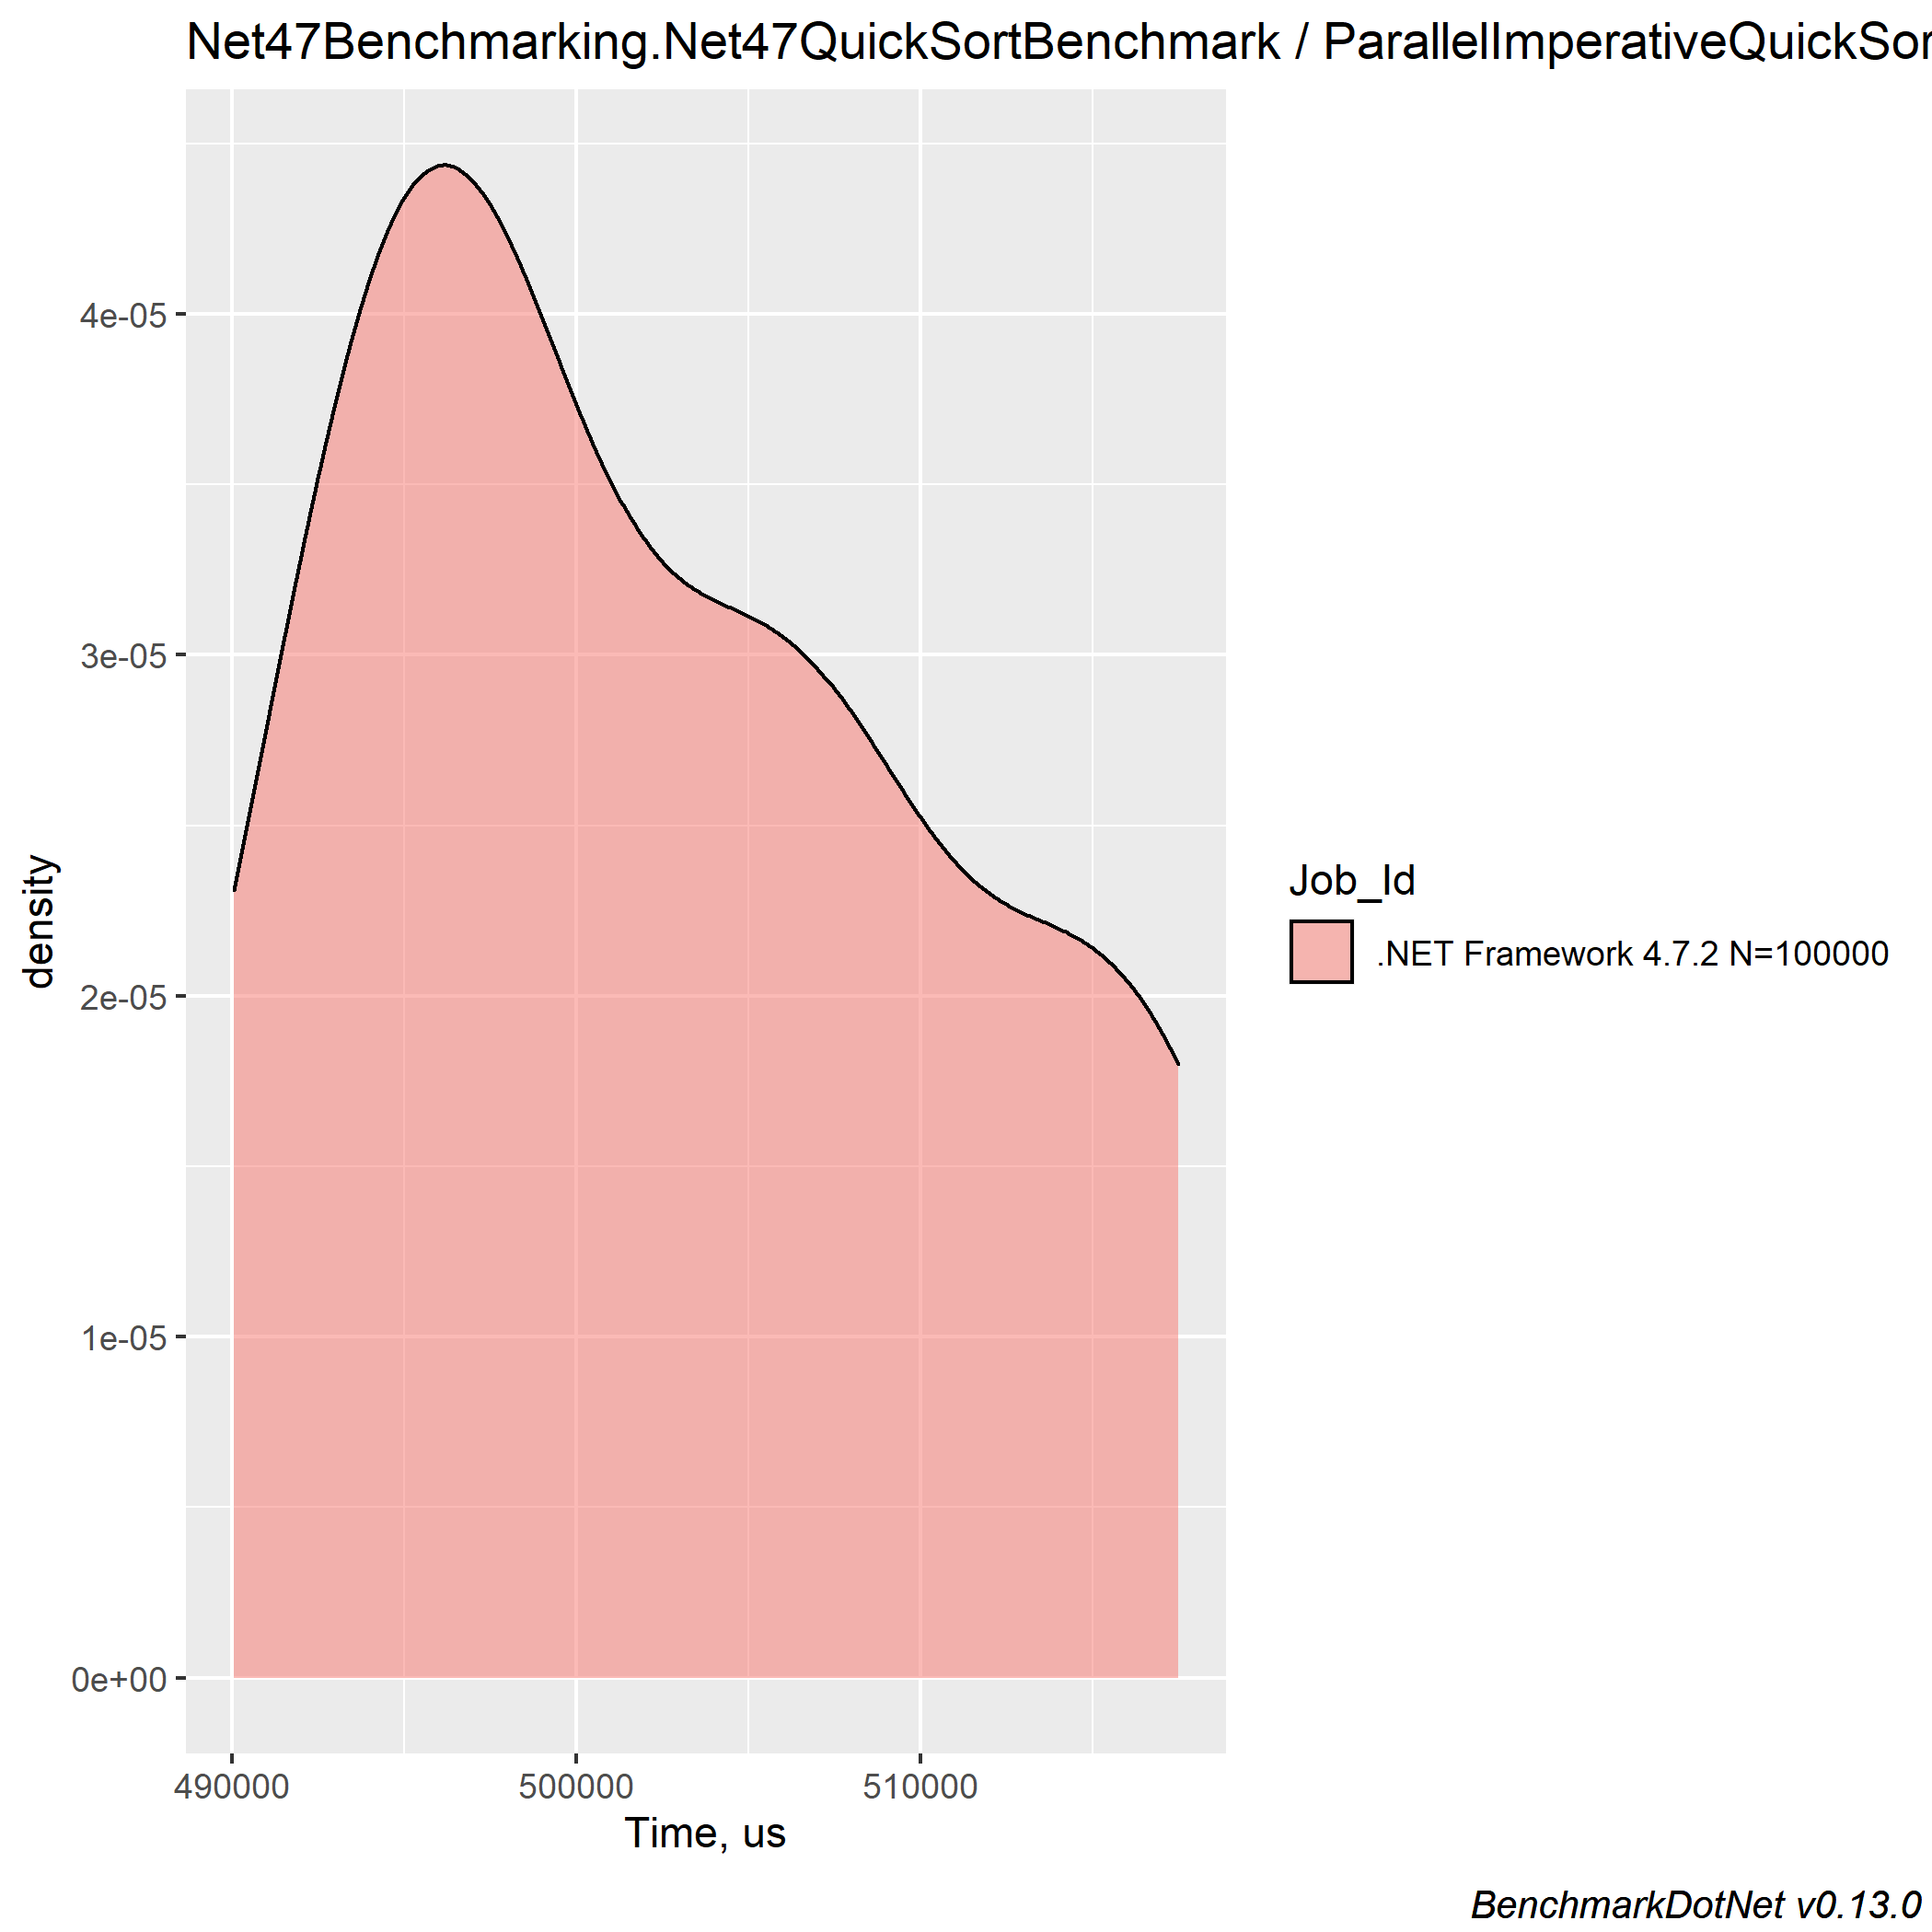 Net47Benchmarking.Net47QuickSortBenchmark / ParallelImperativeQuickSor
4e-05
3e-05
2e-05
1e-05
0e+00
density
490000 500000 510000
Time, us
Job_Id
.NET Framework 4.7.2 N=100000
BenchmarkDotNet v0.13.0